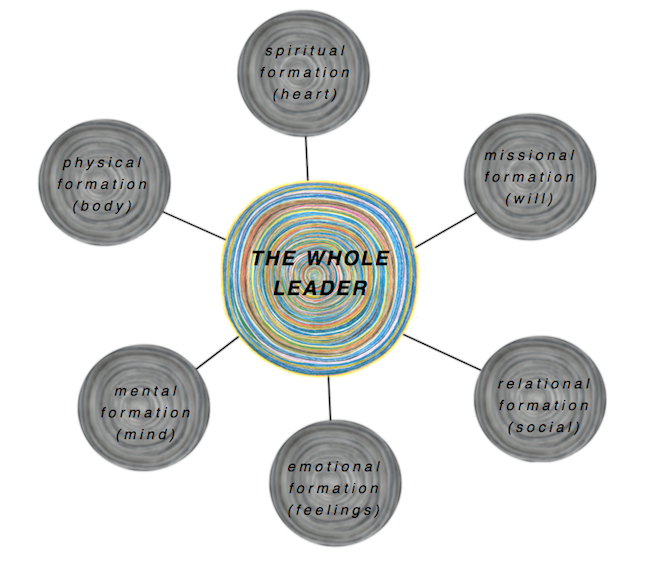 spiritual
formation
(heart)
missional
formation
(will)
physical
formation
(body)
THE WHOLE
LEADER
relational
formation
(social)
mental
formation
(mind)
emotional
formation
(feelings)